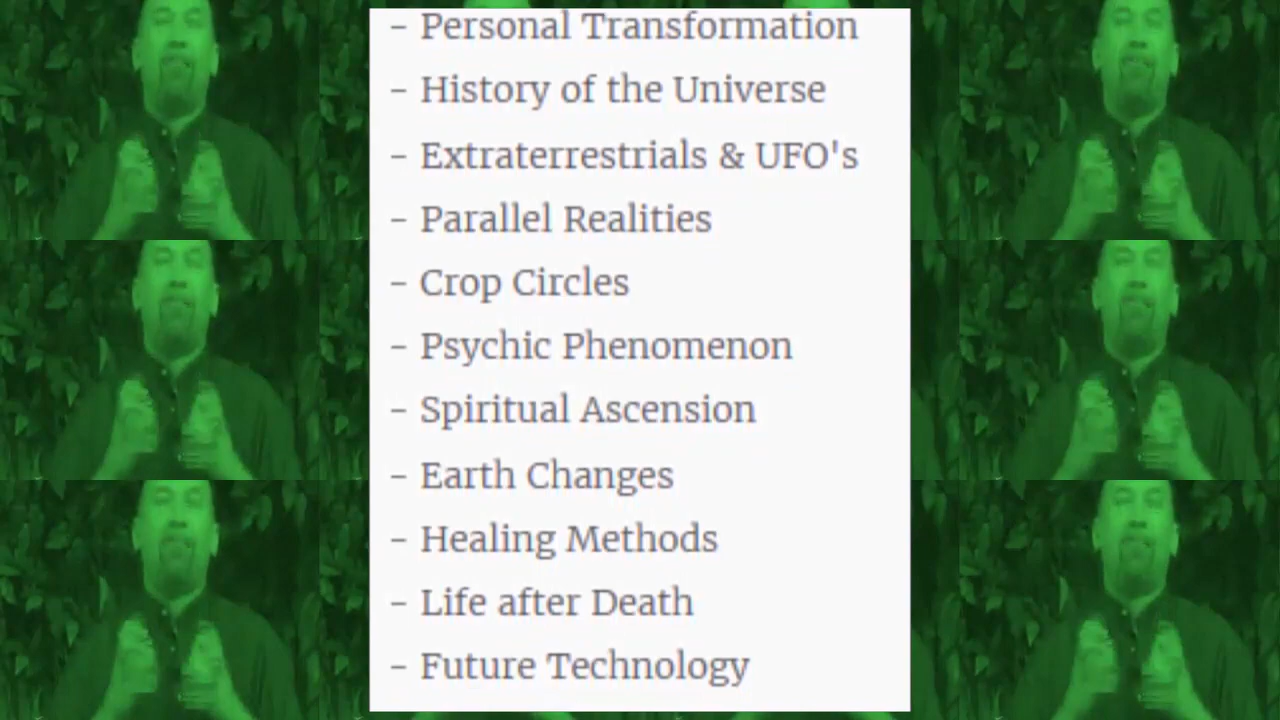 - Personal Transformation
- History of the Universe
- Extraterrestrials & UFO's
- Parallel Realities
- Crop Circles
- Psychic Phenomenon
- Spiritual Ascension
- Earth Changes
- Healing Methods
- Life after Death
- Future Technology